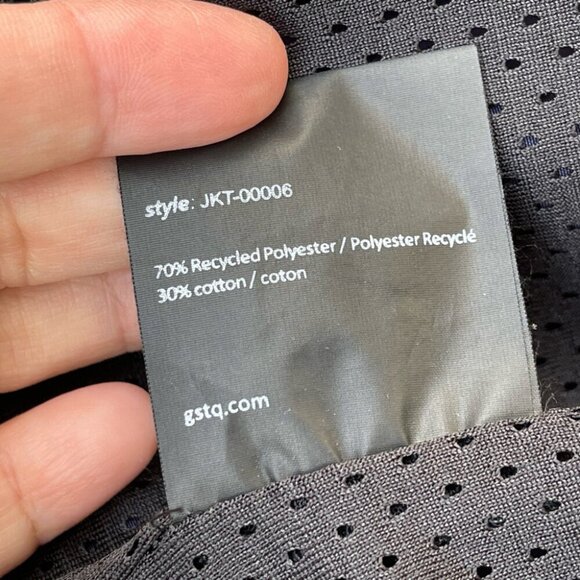 style: JKT-00006
70% Recycled Polyester / Polyester Recyclé
30% cotton / coton
gstq.com